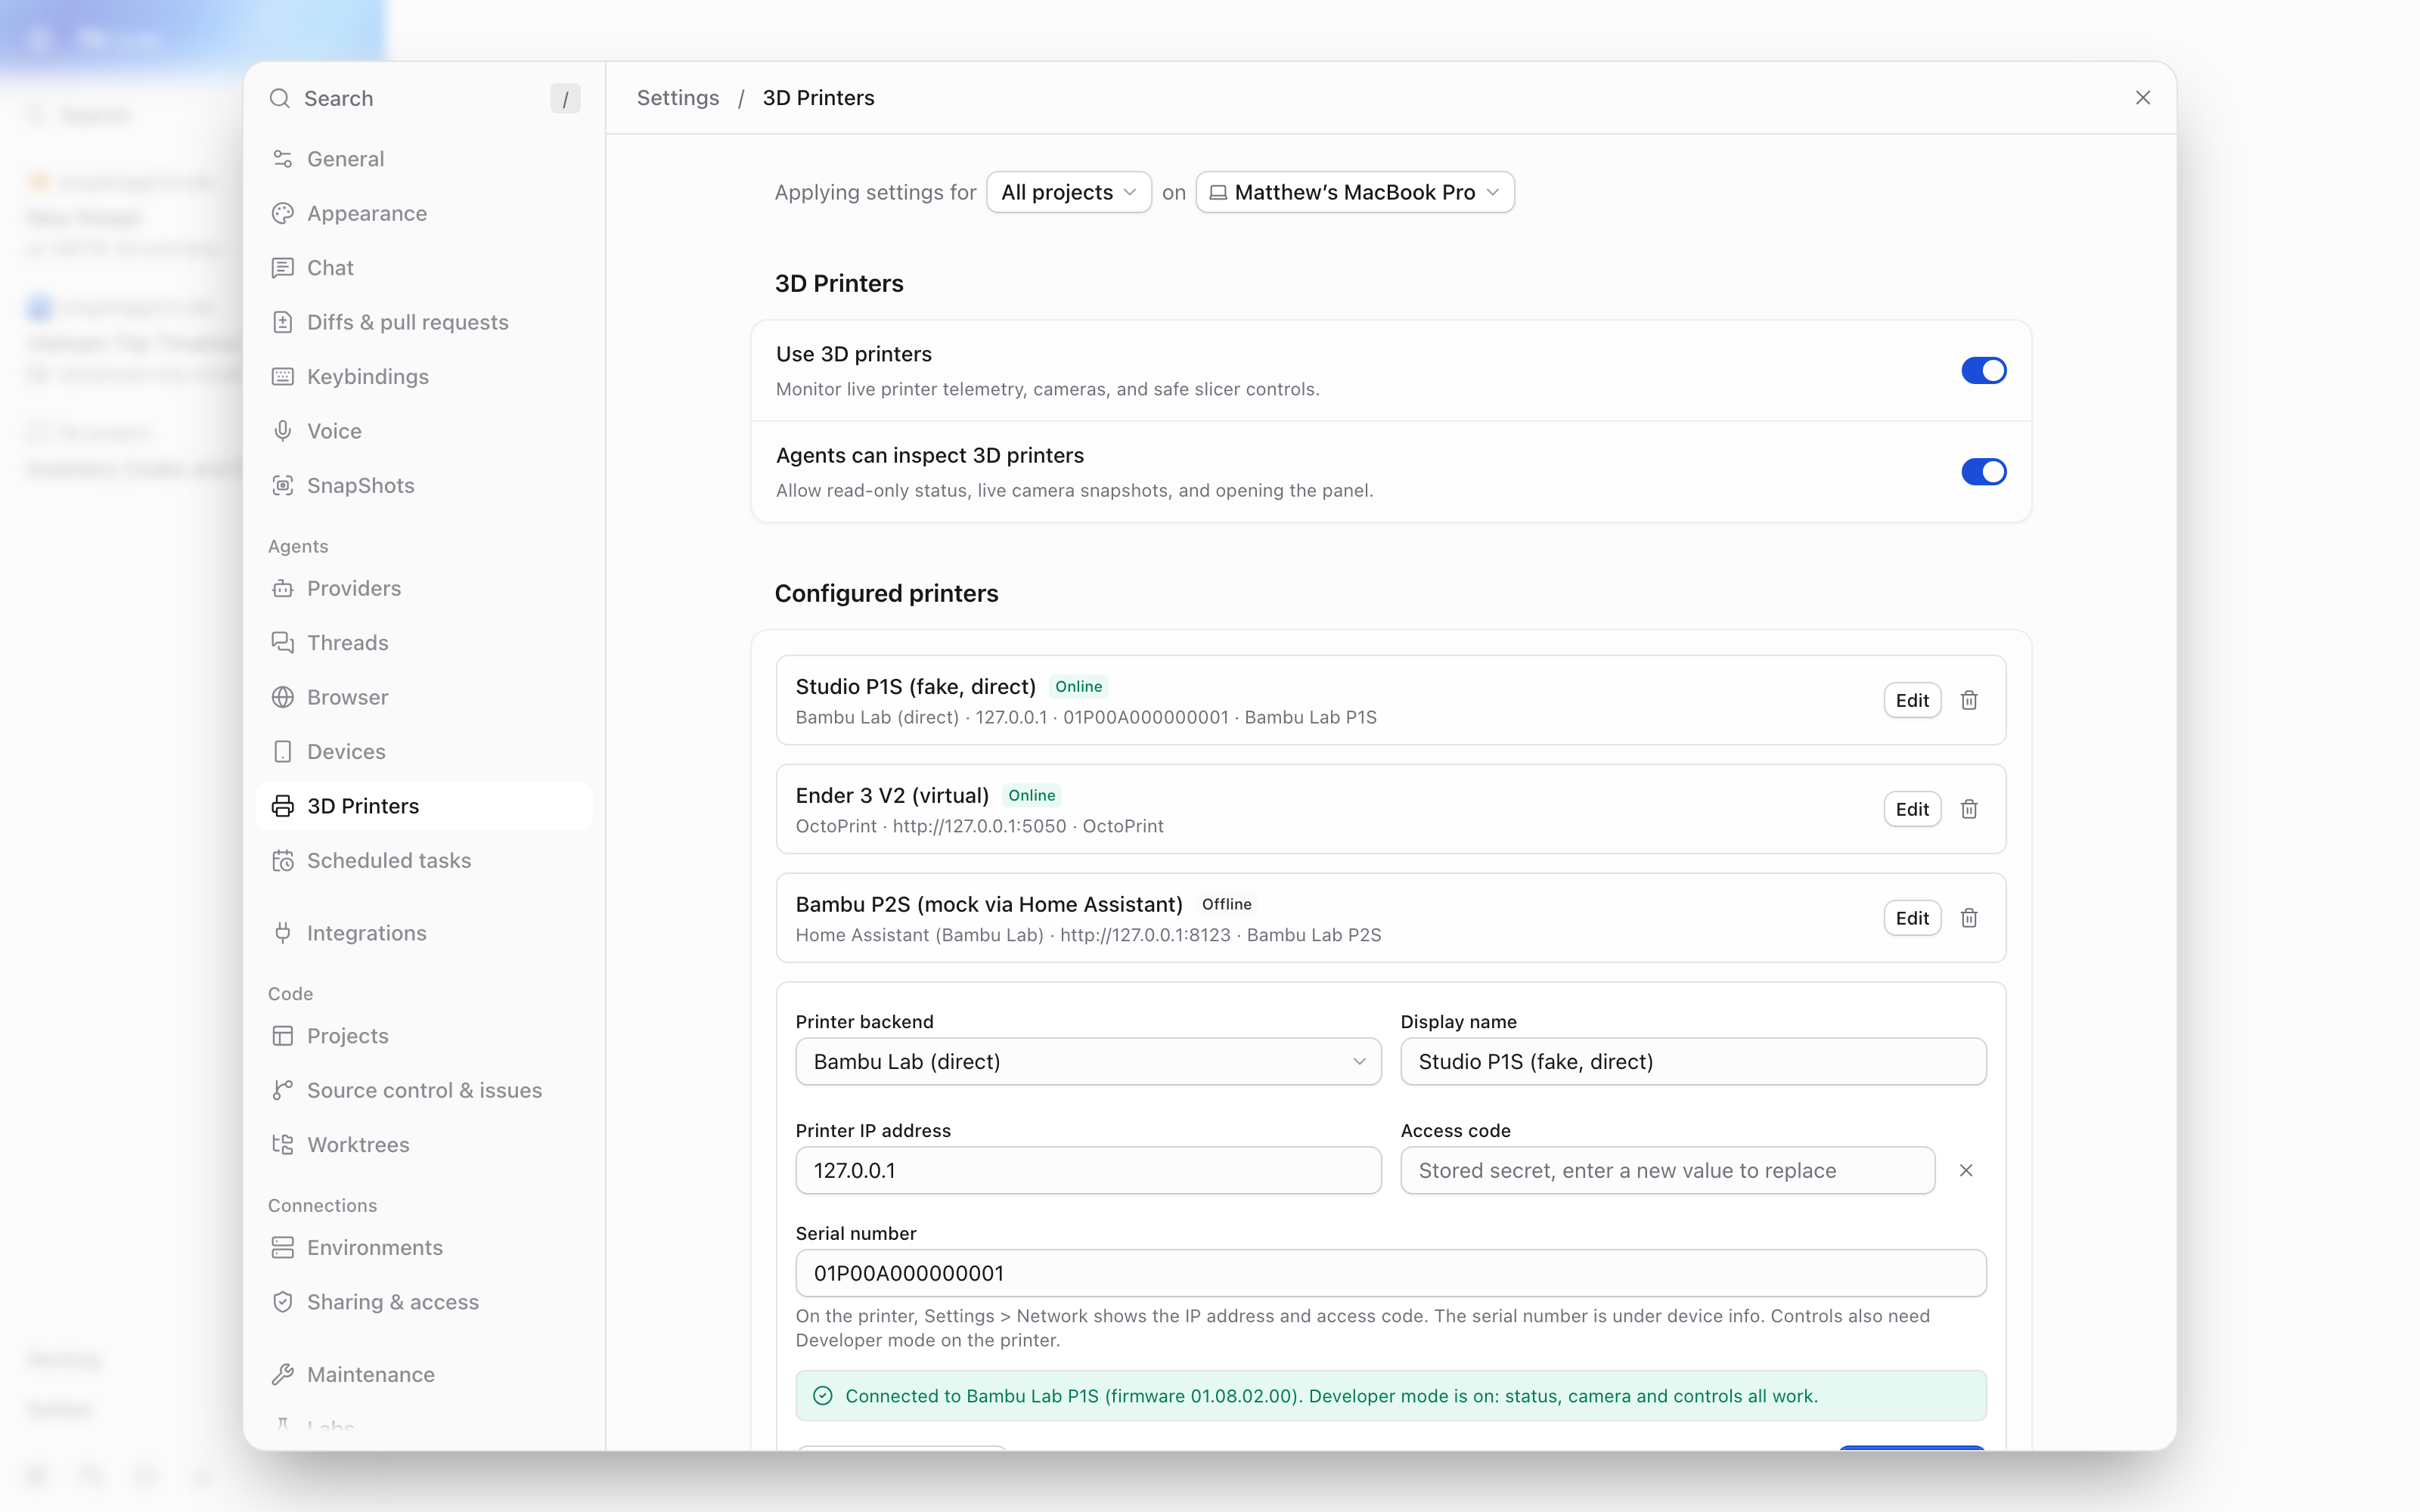 Search
/
General
Appearance
Chat
Diffs & pull requests
Keybindings
Voice
SnapShots
Agents
Providers
Threads
Browser
Devices
3D Printers
Scheduled tasks
Integrations
Code
Projects
Source control & issues
Worktrees
Connections
Environments
Sharing & access
Maintenance
Labs
Settings / 3D Printers
Applying settings for All projects on Matthew’s MacBook Pro
3D Printers
Use 3D printers
Monitor live printer telemetry, cameras, and safe slicer controls.
Agents can inspect 3D printers
Allow read-only status, live camera snapshots, and opening the panel.
Configured printers
Studio P1S (fake, direct) Online
Bambu Lab (direct) · 127.0.0.1 · 01P00A000000001 · Bambu Lab P1S
Edit
Ender 3 V2 (virtual) Online
OctoPrint · http://127.0.0.1:5050 · OctoPrint
Edit
Bambu P2S (mock via Home Assistant) Offline
Home Assistant (Bambu Lab) · http://127.0.0.1:8123 · Bambu Lab P2S
Edit
Printer backend
Bambu Lab (direct)
Display name
Studio P1S (fake, direct)
Printer IP address
127.0.0.1
Access code
Stored secret, enter a new value to replace
Serial number
01P00A000000001
On the printer, Settings > Network shows the IP address and access code. The serial number is under device info. Controls also need
Developer mode on the printer.
Connected to Bambu Lab P1S (firmware 01.08.02.00). Developer mode is on: status, camera and controls all work.